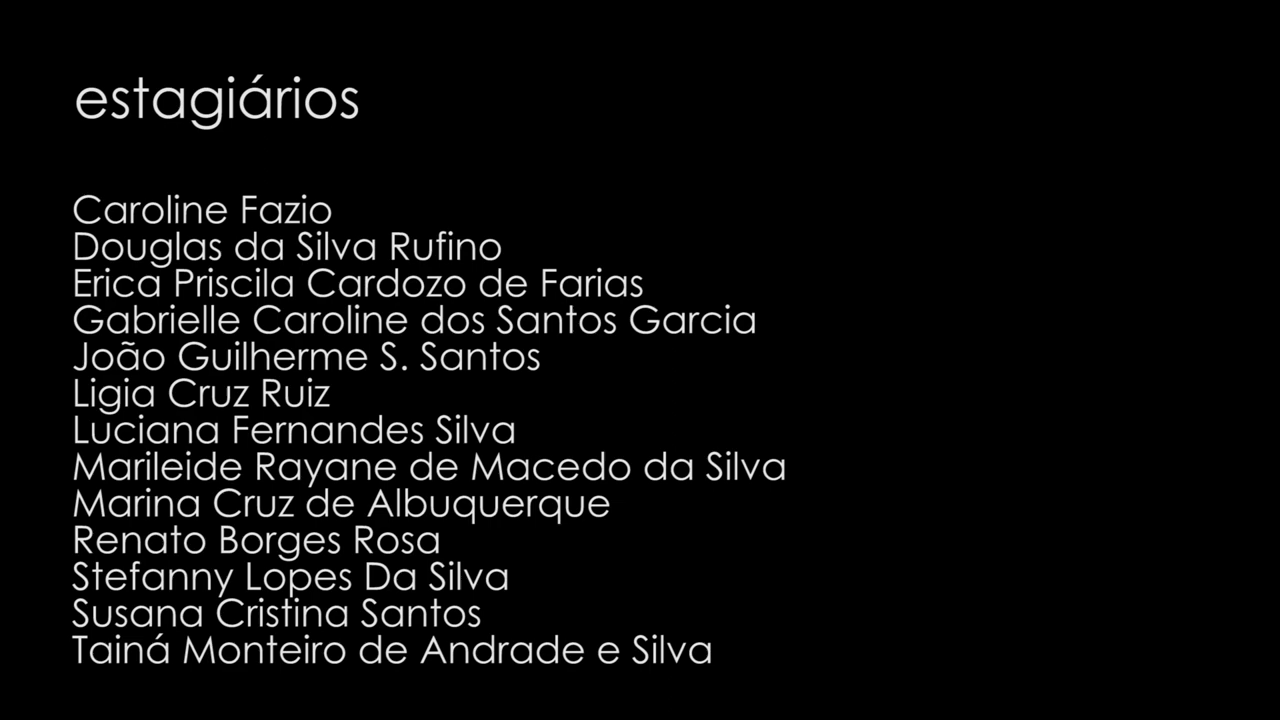 estagiários
Caroline Fazio
Douglas da Silva Rufino
Erica Priscila Cardozo de Farias
Gabrielle Caroline dos Santos Garcia
João Guilherme S. Santos
Ligia Cruz Ruiz
Luciana Fernandes Silva
Marileide Rayane de Macedo da Silva
Marina Cruz de Albuquerque
Renato Borges Rosa
Stefanny Lopes Da Silva
Susana Cristina Santos
Tainá Monteiro de Andrade e Silva